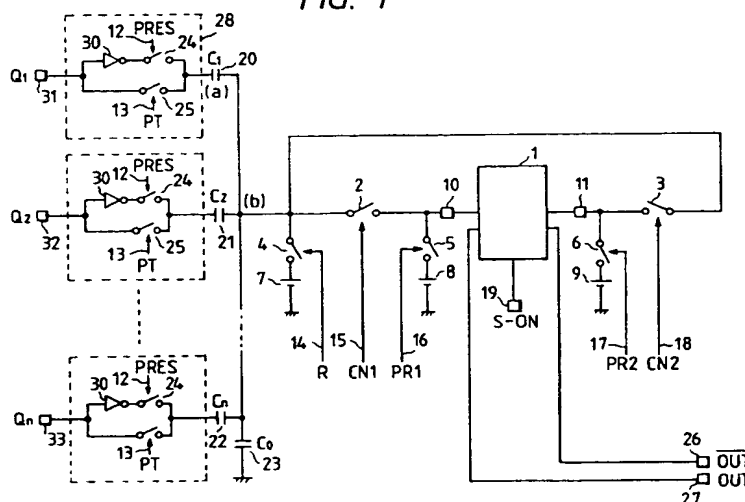 FIG. 1
28
12 PRES
24
30
C1 20
Q1
31
(a)
13
25
PT
12 PRES
24
30
C2
(b)
Q2
32
21
25
13
PT
12 PRES
24
30
Cn
Qn
33
22
C0
23
13
PT
1
2
10
11
3
4
5
6
7
8
9
19
S-ON
14
15
16
17
18
R
CN1
PR1
PR2
CN2
26
OUT
27
OUT